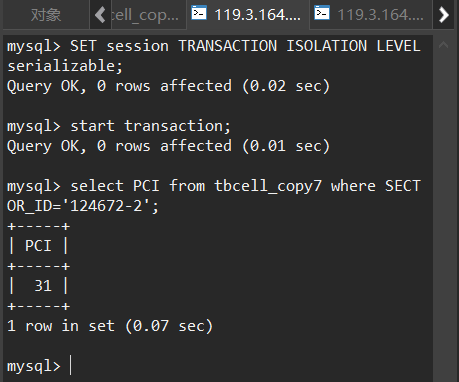 对象
cell_cop...
119.3.164....
119.3.164....
mysql> SET session TRANSACTION ISOLATION LEVEL
serializable;
Query OK, 0 rows affected (0.02 sec)
mysql> start transaction;
Query OK, 0 rows affected (0.01 sec)
mysql> select PCI from tbcell_copy7 where SECT
OR_ID='124672-2';
+-----+
| PCI |
+-----+
|  31 |
+-----+
1 row in set (0.07 sec)
mysql>